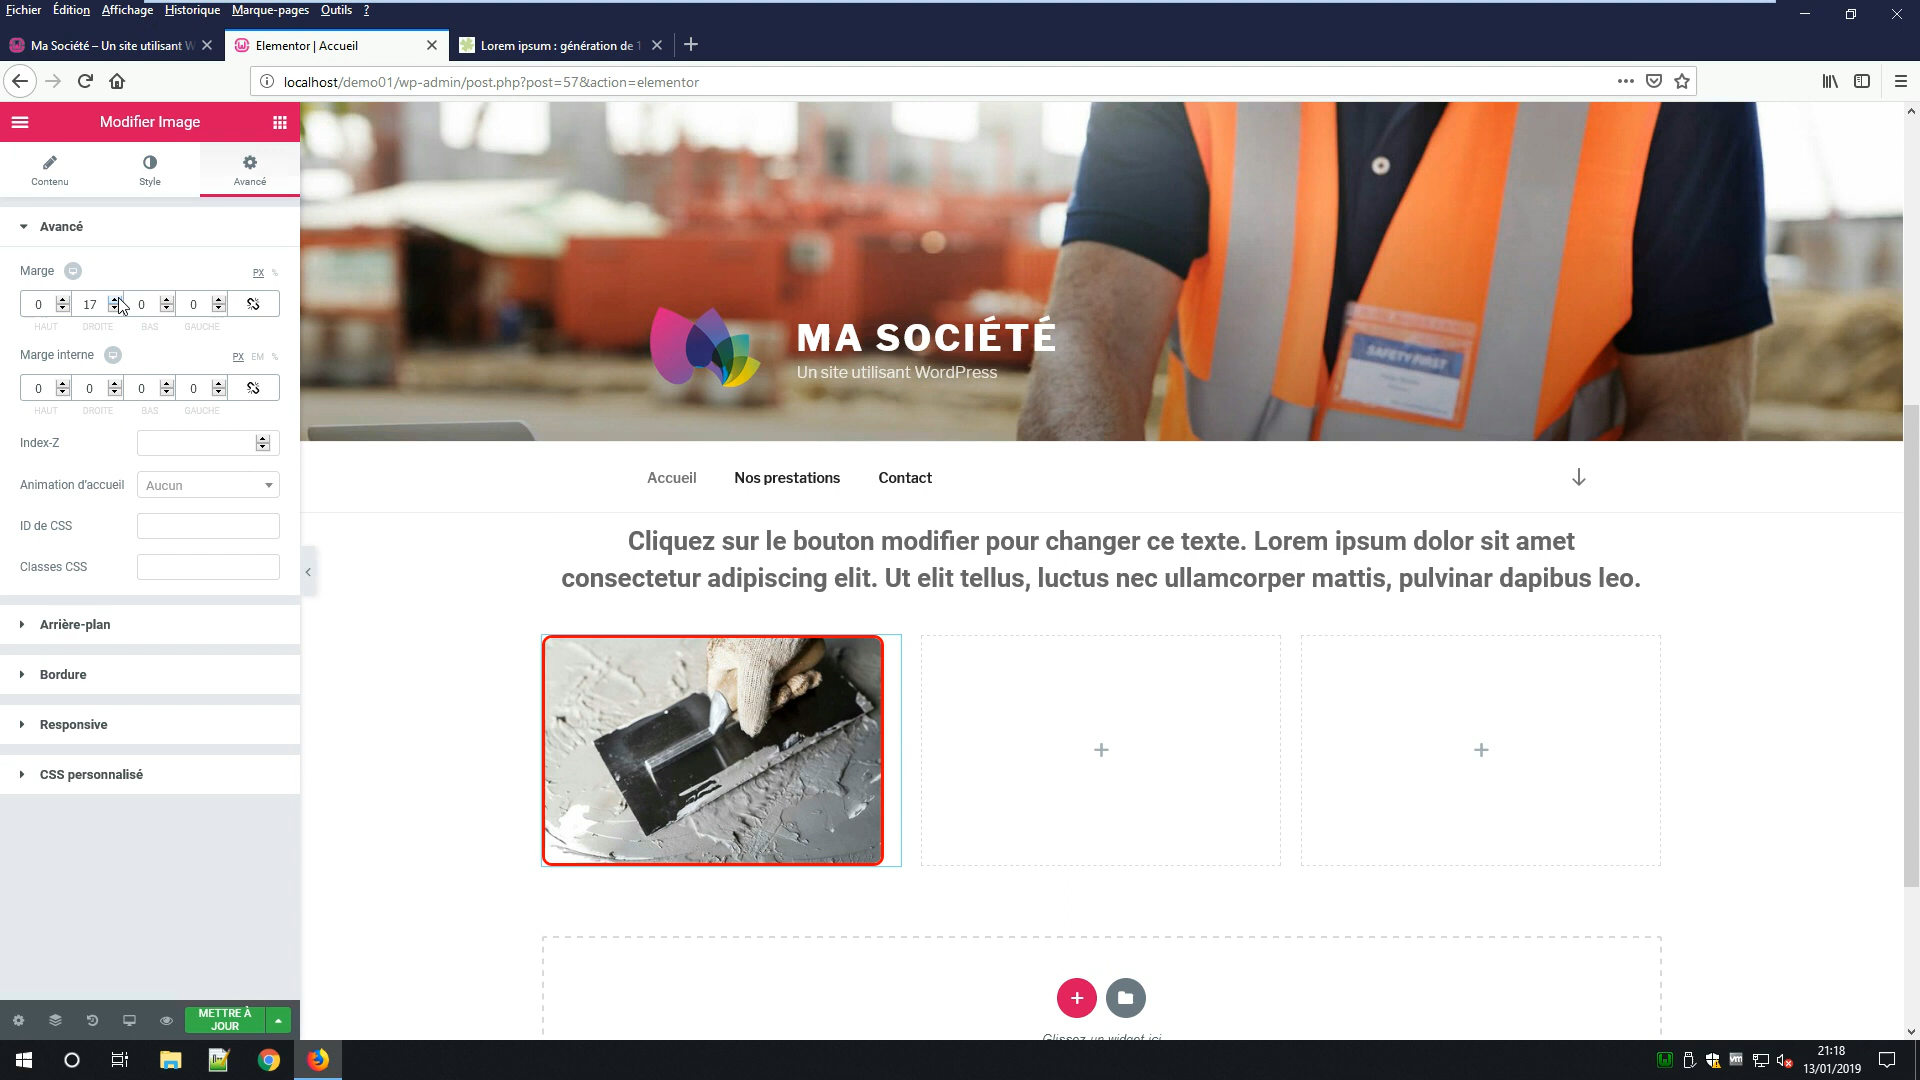 Fichier Édition Affichage Historique Marque-pages Outils ?
Ma Société – Un site utilisant W
Elementor | Accueil
Lorem ipsum : génération de 1
localhost/demo01/wp-admin/post.php?post=57&action=elementor
Modifier Image
Contenu Style Avancé
Avancé
Marge PX %
0 17 0 0
HAUT DROITE BAS GAUCHE
Marge interne PX EM %
0 0 0 0
HAUT DROITE BAS GAUCHE
Index-Z
Animation d'accueil Aucun
ID de CSS
Classes CSS
Arrière-plan
Bordure
Responsive
CSS personnalisé
METTRE À
JOUR
MA SOCIÉTÉ
Un site utilisant WordPress
SAFETY FIRST
Accueil Nos prestations Contact
Cliquez sur le bouton modifier pour changer ce texte. Lorem ipsum dolor sit amet
consectetur adipiscing elit. Ut elit tellus, luctus nec ullamcorper mattis, pulvinar dapibus leo.
Glissez un widget ici
21:18
13/01/2019